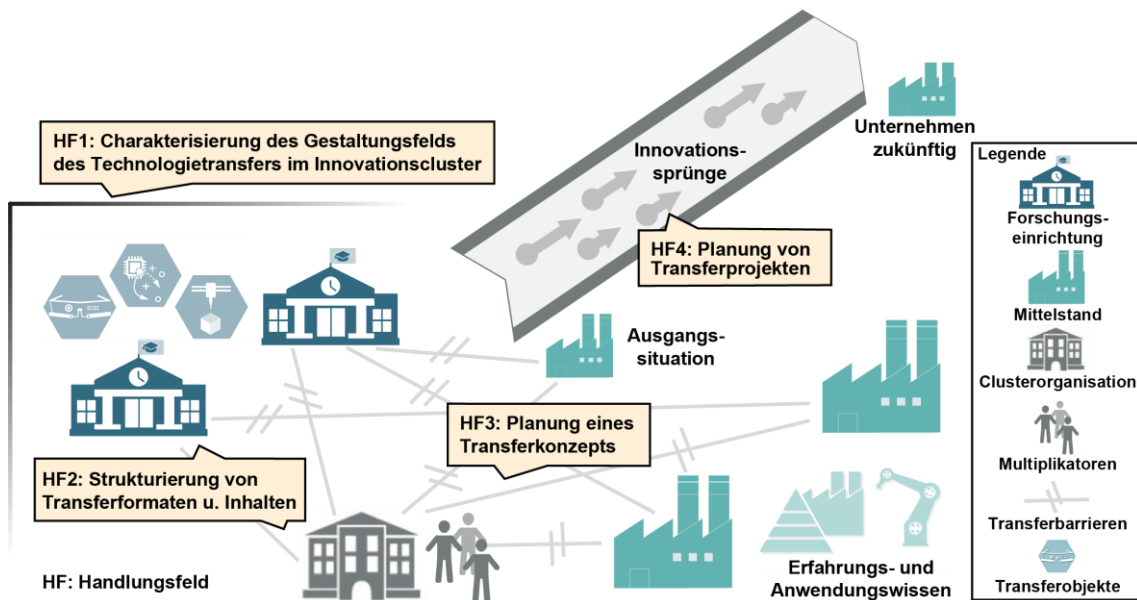 HF1: Charakterisierung des Gestaltungsfelds
des Technologietransfers im Innovationscluster
Innovations-
sprünge
Unternehmen
zukünftig
HF4: Planung von
Transferprojekten
Ausgangs-
situation
HF3: Planung eines
Transferkonzepts
HF2: Strukturierung von
Transferformaten u. Inhalten
HF: Handlungsfeld
Erfahrungs- und
Anwendungswissen
Legende
Forschungs-
einrichtung
Mittelstand
Clusterorganisation
Multiplikatoren
Transferbarrieren
Transferobjekte